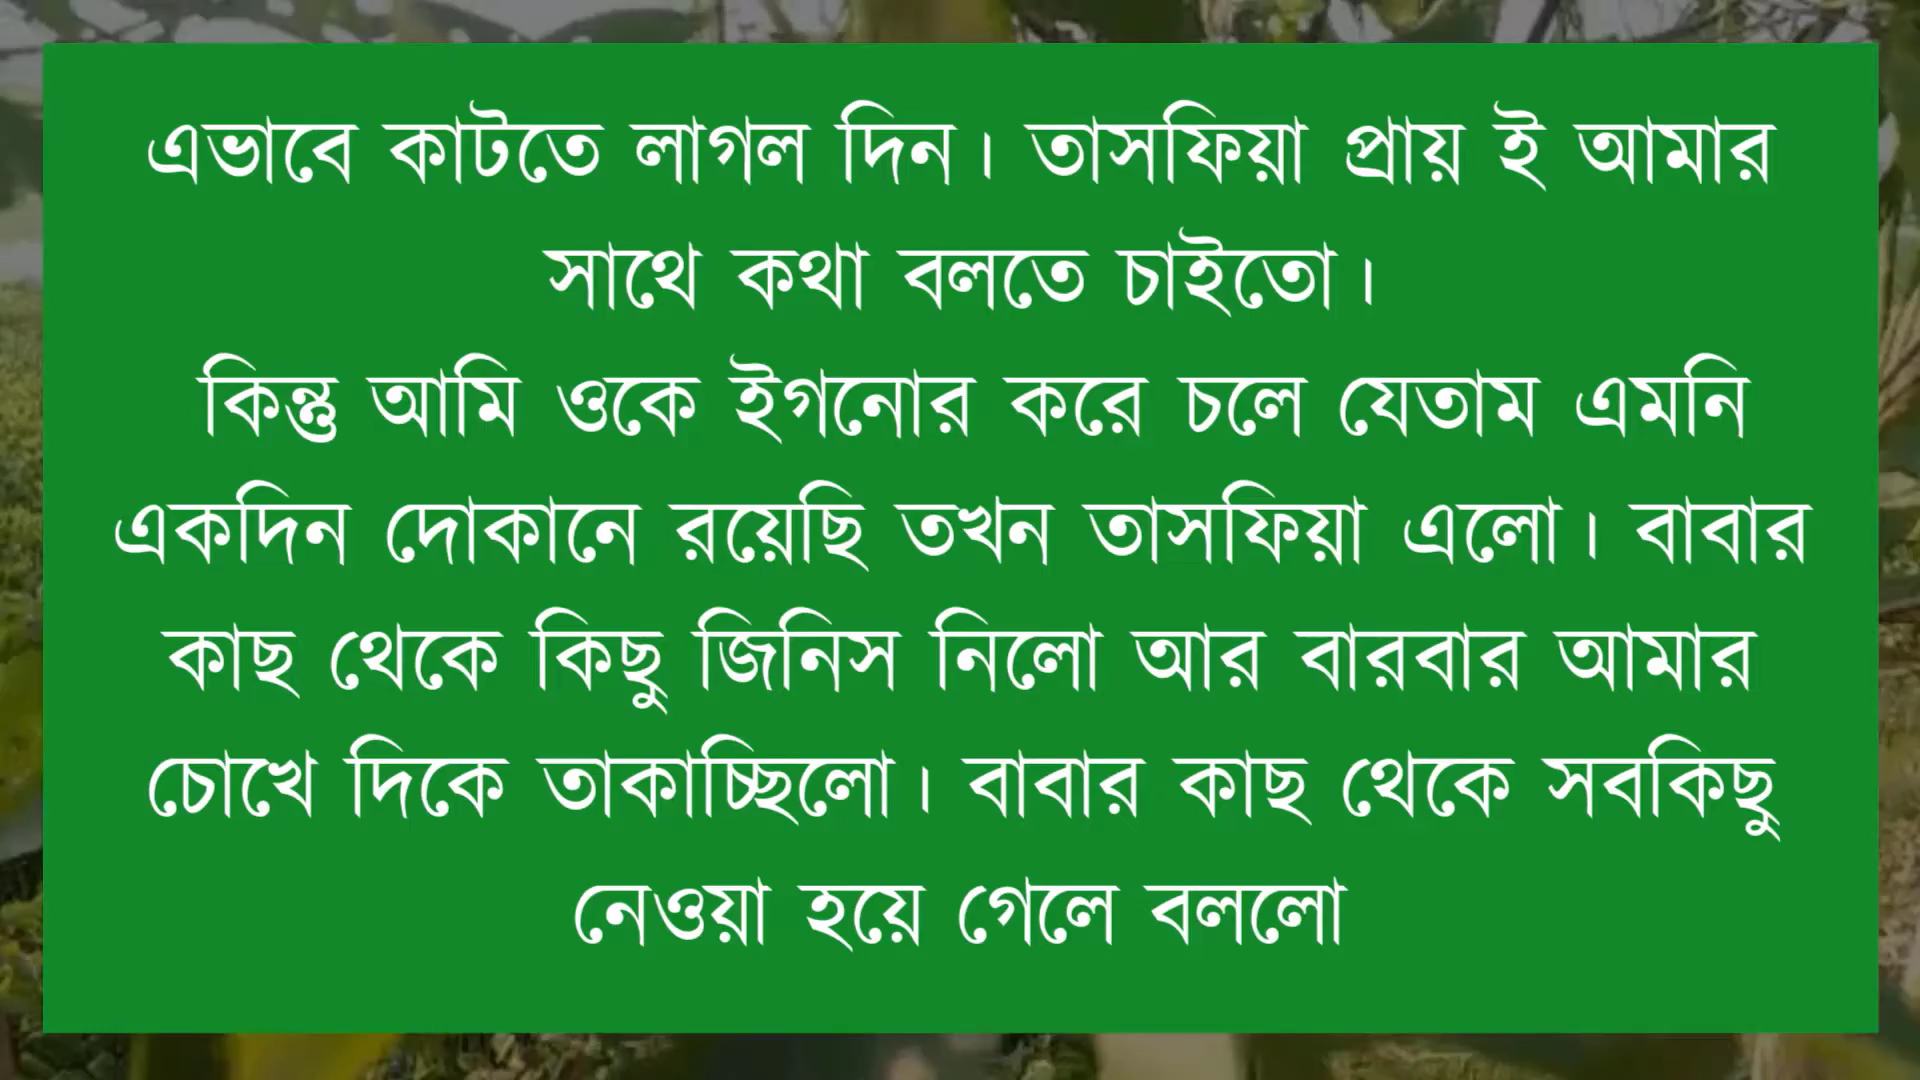 এভাবে কাটতে লাগল দিন। তাসফিয়া প্রায় ই আমার
সাথে কথা বলতে চাইতো।
কিন্তু আমি ওকে ইগনোর করে চলে যেতাম এমনি
একদিন দোকানে রয়েছি তখন তাসফিয়া এলো। বাবার
কাছ থেকে কিছু জিনিস নিলো আর বারবার আমার
চোখে দিকে তাকাচ্ছিলো। বাবার কাছ থেকে সবকিছু
নেওয়া হয়ে গেলে বললো